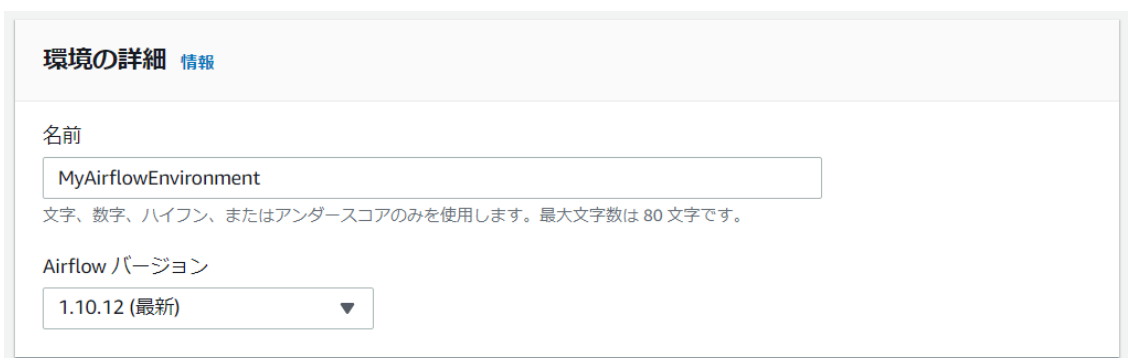 環境の詳細 情報
名前
MyAirflowEnvironment
文字、数字、ハイフン、またはアンダースコアのみを使用します。最大文字数は 80 文字です。
Airflow バージョン
1.10.12 (最新)